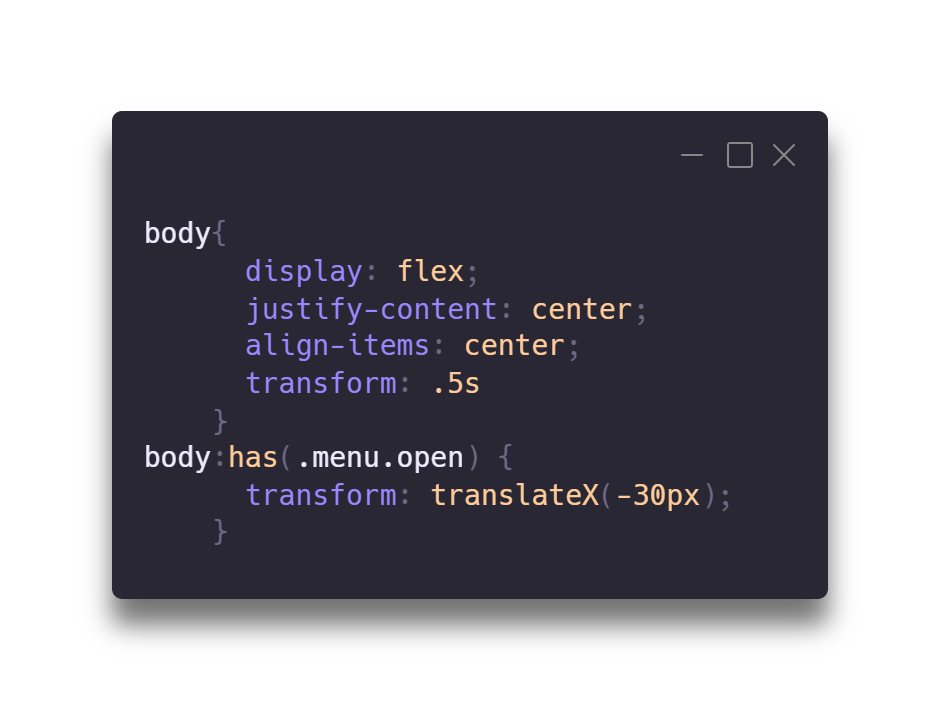 body{
display: flex;
justify-content: center;
align-items: center;
transform: .5s
}
body:has(.menu.open) {
transform: translateX(-30px);
}